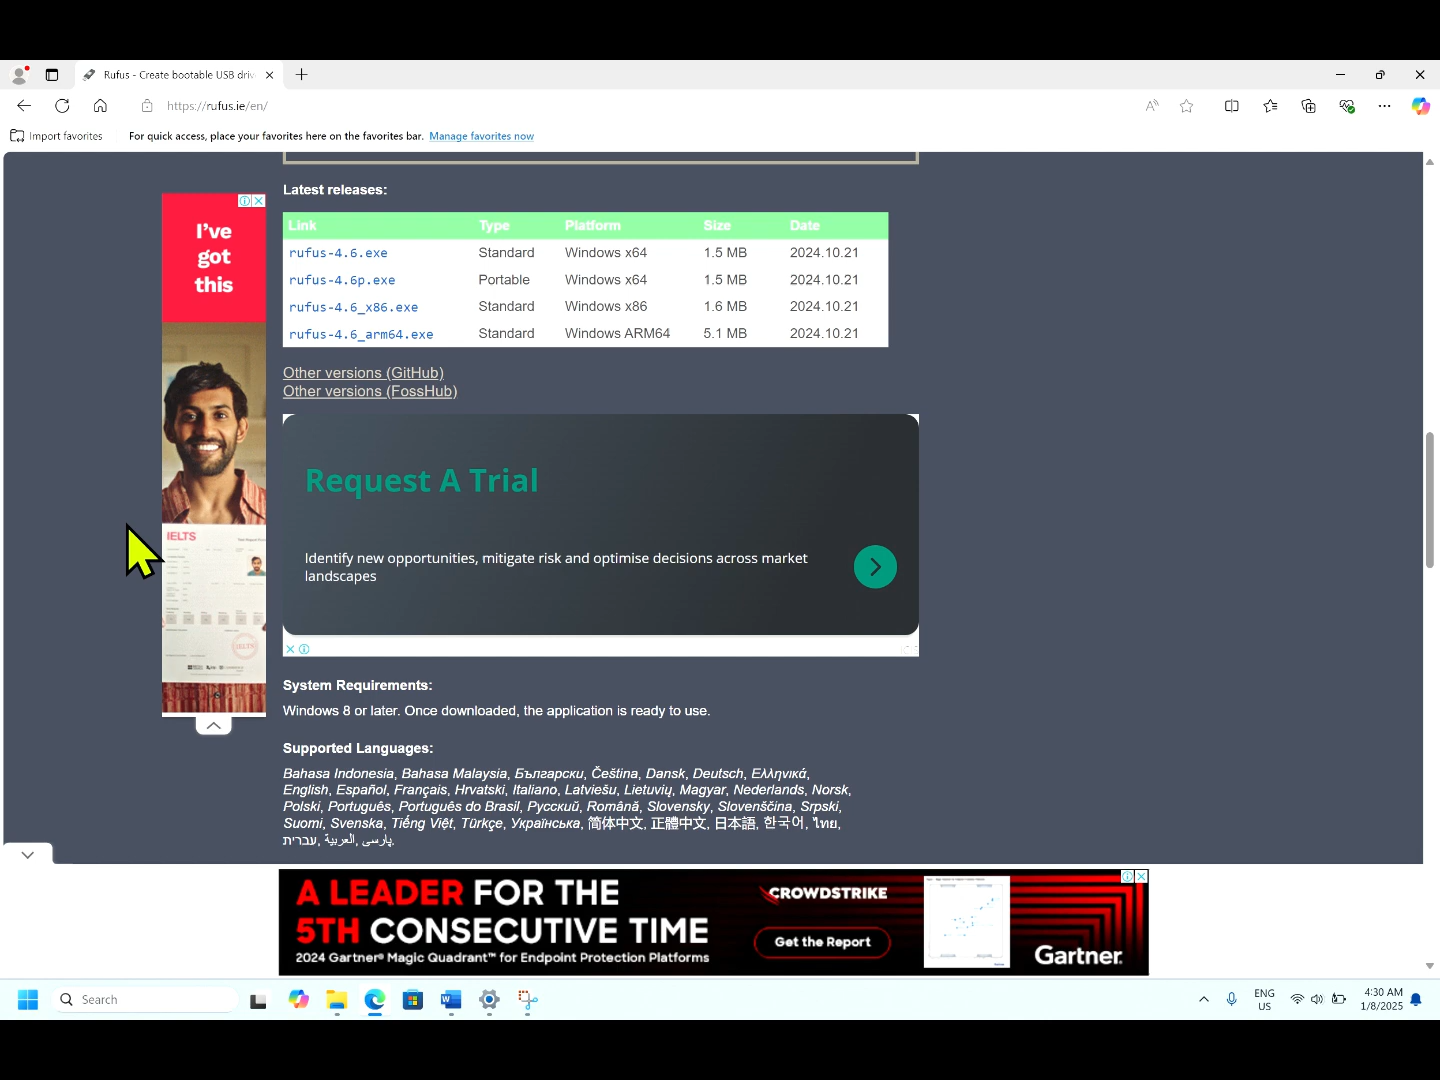 Rufus - Create bootable USB driv
https://rufus.ie/en/
Import favorites
For quick access, place your favorites here on the favorites bar. Manage favorites now
Latest releases:
Link Type Platform Size Date
rufus-4.6.exe Standard Windows x64 1.5 MB 2024.10.21
rufus-4.6p.exe Portable Windows x64 1.5 MB 2024.10.21
rufus-4.6_x86.exe Standard Windows x86 1.6 MB 2024.10.21
rufus-4.6_arm64.exe Standard Windows ARM64 5.1 MB 2024.10.21
Other versions (GitHub)
Other versions (FossHub)
I've
got
this
IELTS
Request A Trial
Identify new opportunities, mitigate risk and optimise decisions across market
landscapes
System Requirements:
Windows 8 or later. Once downloaded, the application is ready to use.
Supported Languages:
Bahasa Indonesia, Bahasa Malaysia, Български, Čeština, Dansk, Deutsch, Ελληνικά,
English, Español, Français, Hrvatski, Italiano, Latviešu, Lietuvių, Magyar, Nederlands, Norsk,
Polski, Português, Português do Brasil, Русский, Română, Slovensky, Slovenščina, Srpski,
Suomi, Svenska, Tiếng Việt, Türkçe, Українська, 简体中文, 正體中文, 日本語, 한국어, ไทย,
עברית, العربية, پارسی.
A LEADER FOR THE
5TH CONSECUTIVE TIME
2024 Gartner® Magic Quadrant™ for Endpoint Protection Platforms
CROWDSTRIKE
Get the Report
Gartner.
Search
ENG
US
4:30 AM
1/8/2025